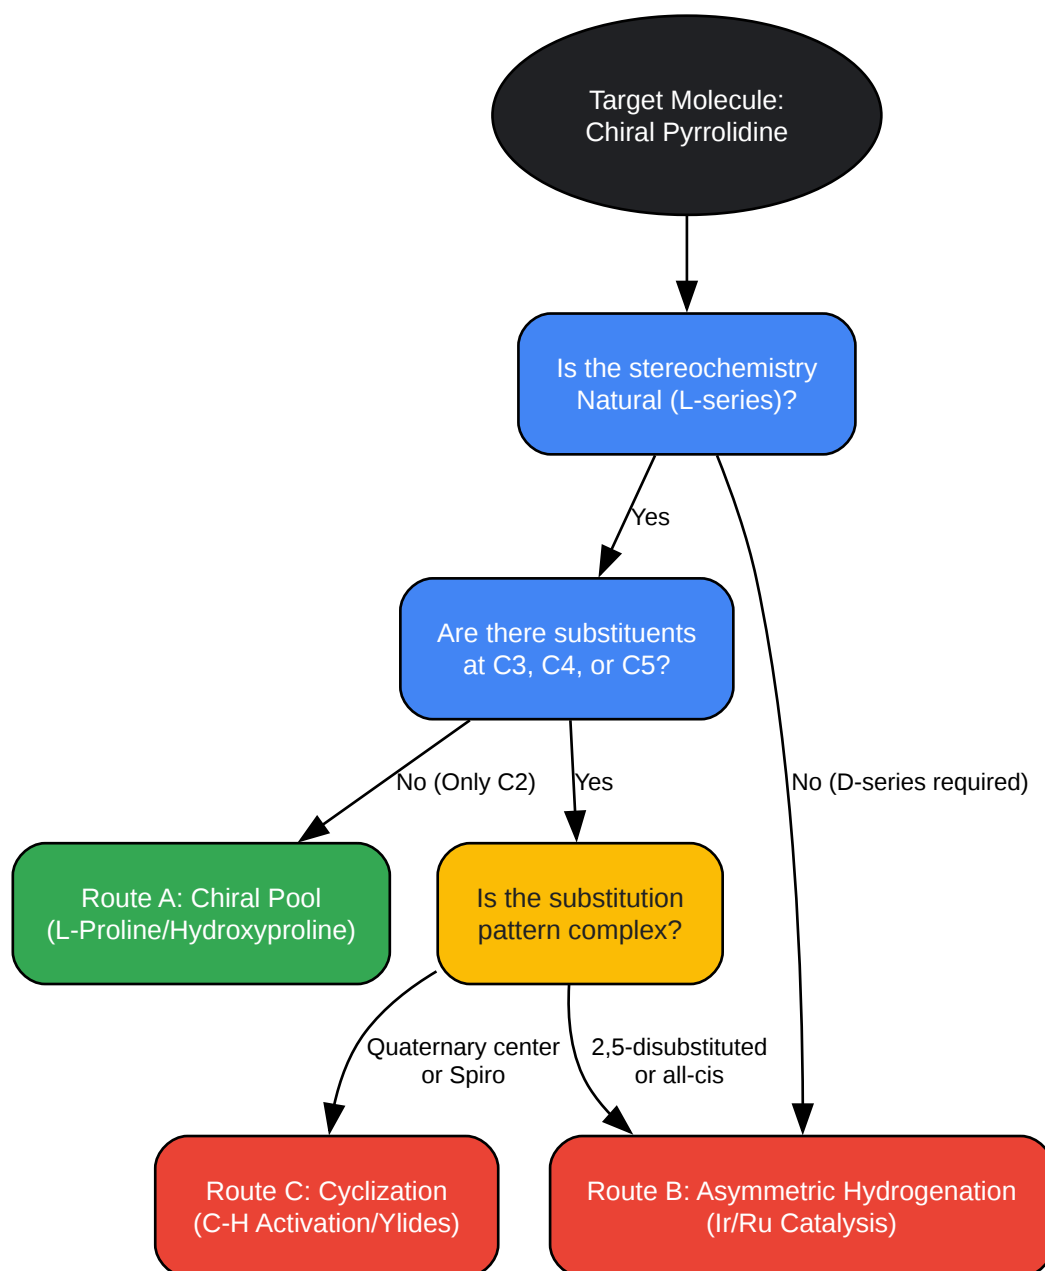 Target Molecule:
Chiral Pyrrolidine
Is the stereochemistry
Natural (L-series)?
Yes
Are there substituents
at C3, C4, or C5?
No (Only C2)
Yes
No (D-series required)
Route A: Chiral Pool
(L-Proline/Hydroxyproline)
Is the substitution
pattern complex?
Quaternary center
or Spiro
2,5-disubstituted
or all-cis
Route C: Cyclization
(C-H Activation/Ylides)
Route B: Asymmetric Hydrogenation
(Ir/Ru Catalysis)